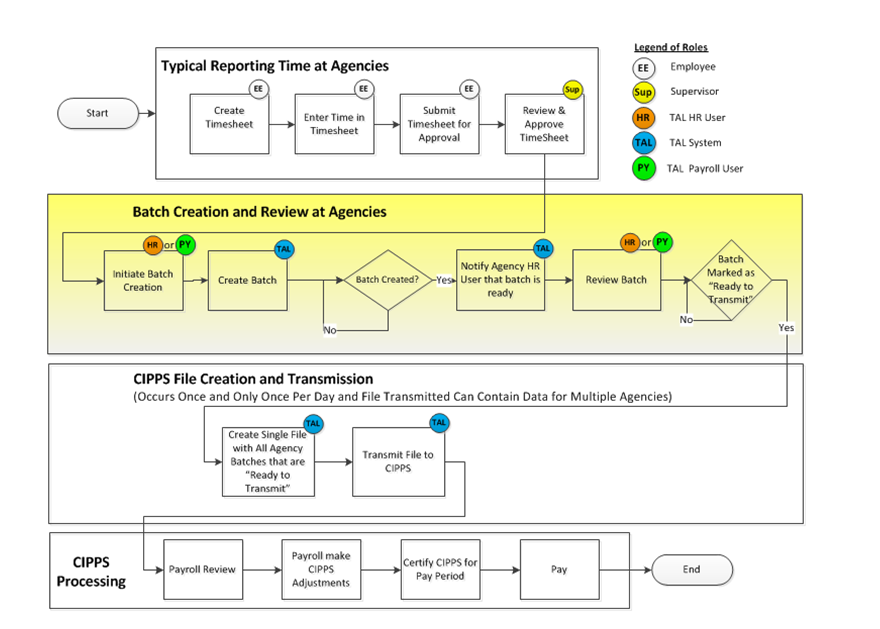 Legend of Roles
EE
Employee
Sup
Supervisor
HR
TAL HR User
TAL
TAL System
PY
TAL Payroll User
Typical Reporting Time at Agencies
Start
EE
Create
Timesheet
EE
Enter Time in
Timesheet
EE
Submit
Timesheet for
Approval
Sup
Review &
Approve
TimeSheet
Batch Creation and Review at Agencies
HR or PY
Initiate Batch
Creation
TAL
Create Batch
Batch Created?
Yes
No
TAL
Notify Agency HR
User that batch is
ready
HR or PY
Review Batch
Batch
Marked as
“Ready to
Transmit”
No
Yes
CIPPS File Creation and Transmission
(Occurs Once and Only Once Per Day and File Transmitted Can Contain Data for Multiple Agencies)
TAL
Create Single File
with All Agency
Batches that are
“Ready to
Transmit”
TAL
Transmit File to
CIPPS
CIPPS
Processing
Payroll Review
Payroll make
CIPPS
Adjustments
Certify CIPPS for
Pay Period
Pay
End